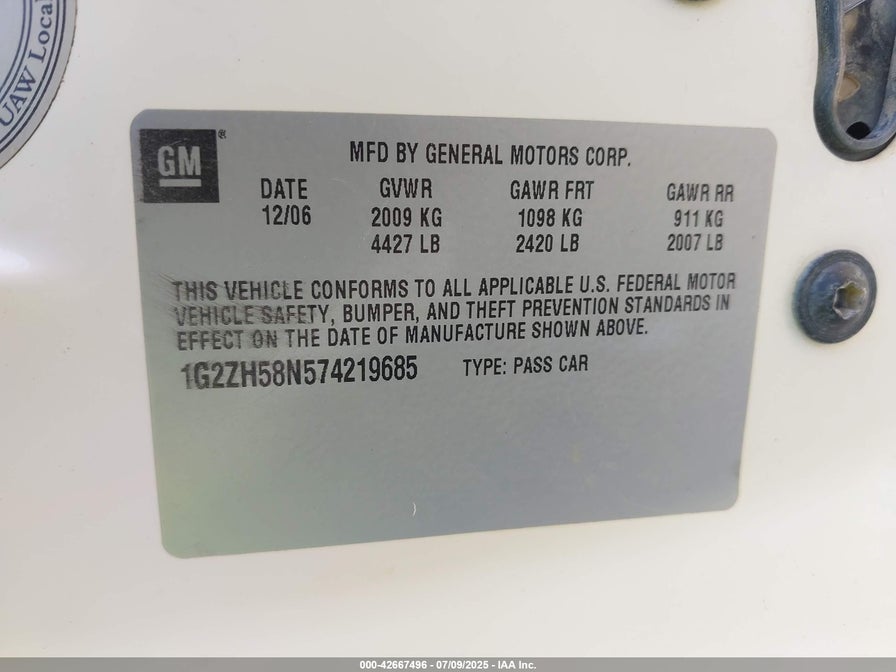 UAW Local
GM®
MFD BY GENERAL MOTORS CORP.
DATE GVWR GAWR FRT GAWR RR
12/06 2009 KG 1098 KG 911 KG
4427 LB 2420 LB 2007 LB
THIS VEHICLE CONFORMS TO ALL APPLICABLE U.S. FEDERAL MOTOR
VEHICLE SAFETY, BUMPER, AND THEFT PREVENTION STANDARDS IN
EFFECT ON THE DATE OF MANUFACTURE SHOWN ABOVE.
1G2ZH58N574219685 TYPE: PASS CAR
000-42667496 - 07/09/2025 - IAA Inc.